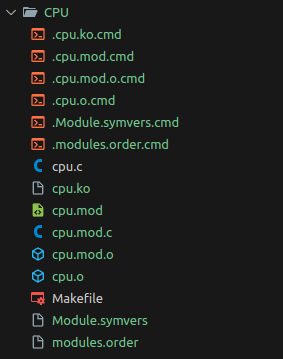 CPU
.cpu.ko.cmd
.cpu.mod.cmd
.cpu.mod.o.cmd
.cpu.o.cmd
.Module.symvers.cmd
.modules.order.cmd
cpu.c
cpu.ko
cpu.mod
cpu.mod.c
cpu.mod.o
cpu.o
Makefile
Module.symvers
modules.order